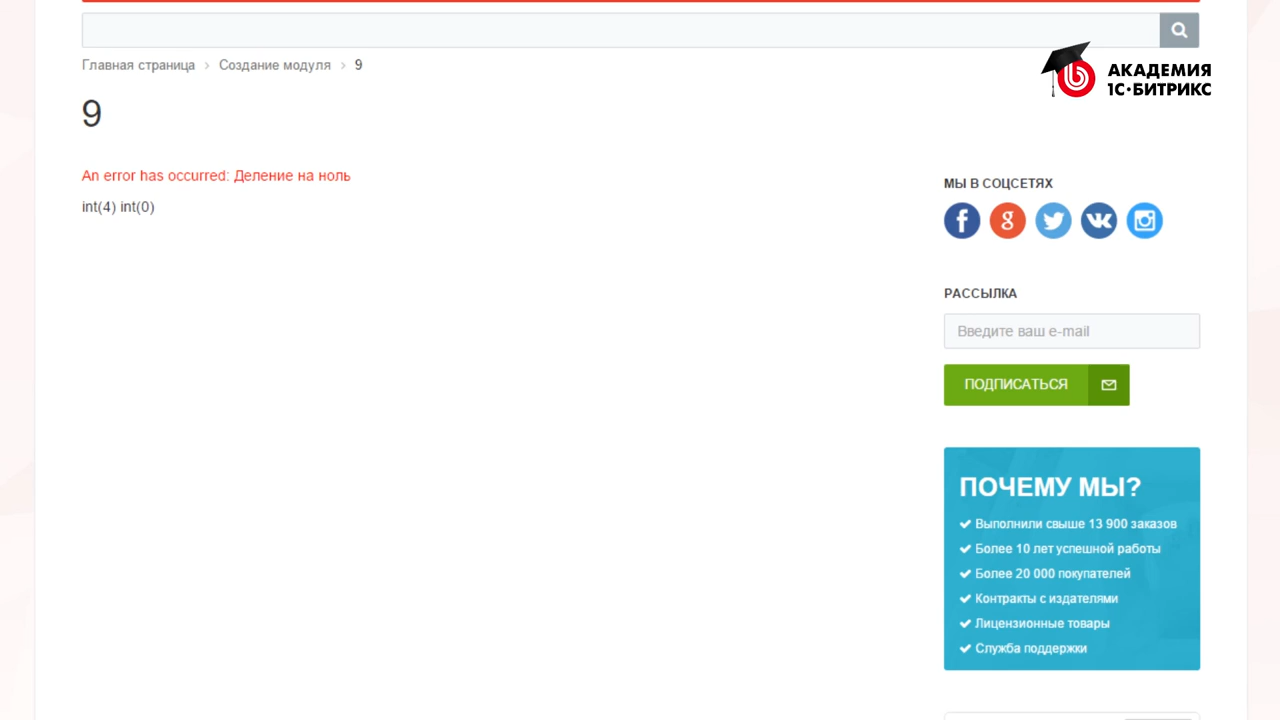 Главная страница > Создание модуля > 9
АКАДЕМИЯ
1С•БИТРИКС
9
An error has occurred: Деление на ноль
int(4) int(0)
МЫ В СОЦСЕТЯХ
РАССЫЛКА
Введите ваш e-mail
ПОДПИСАТЬСЯ
ПОЧЕМУ МЫ?
Выполнили свыше 13 900 заказов
Более 10 лет успешной работы
Более 20 000 покупателей
Контракты с издателями
Лицензионные товары
Служба поддержки